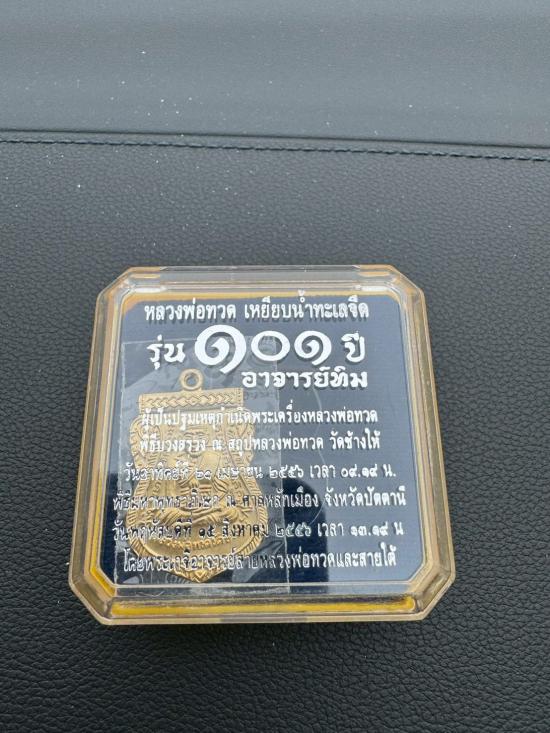 หลวงพ่อทวด เหยียบน้ำทะเลจืด
รุ่น ๑๐๑ ปี
อาจารย์ทิม
ผู้เป็นปฐมเหตุกำเนิดพระเครื่องหลวงพ่อทวด
พิธีบวงสรวง ณ สถูปหลวงพ่อทวด วัดช้างให้
วันอาทิตย์ที่ ๒๑ เมษายน ๒๕๕๖ เวลา ๐๙.๑๙ น.
พิธีมหาพุทธาภิเษก ณ ศาลหลักเมือง จังหวัดปัตตานี
วันพฤหัสบดีที่ ๑๕ สิงหาคม ๒๕๕๖ เวลา ๑๓.๑๙ น
โดยพระเกจิอาจารย์สายหลวงพ่อทวดและสายใต้